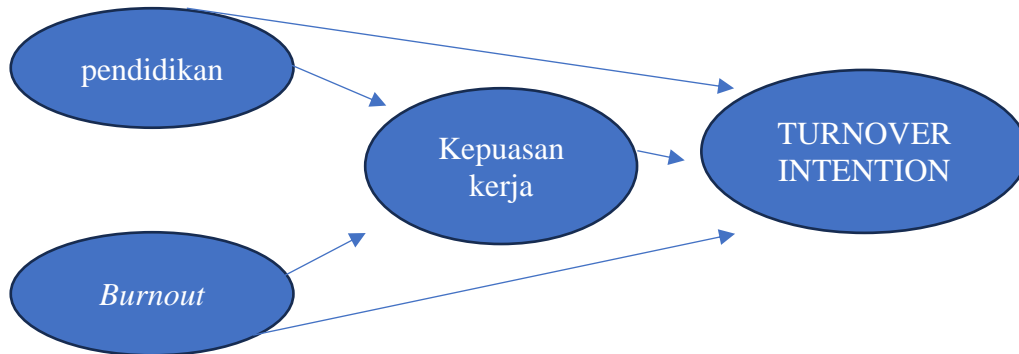 pendidikan
Kepuasan
kerja
TURNOVER
INTENTION
Burnout